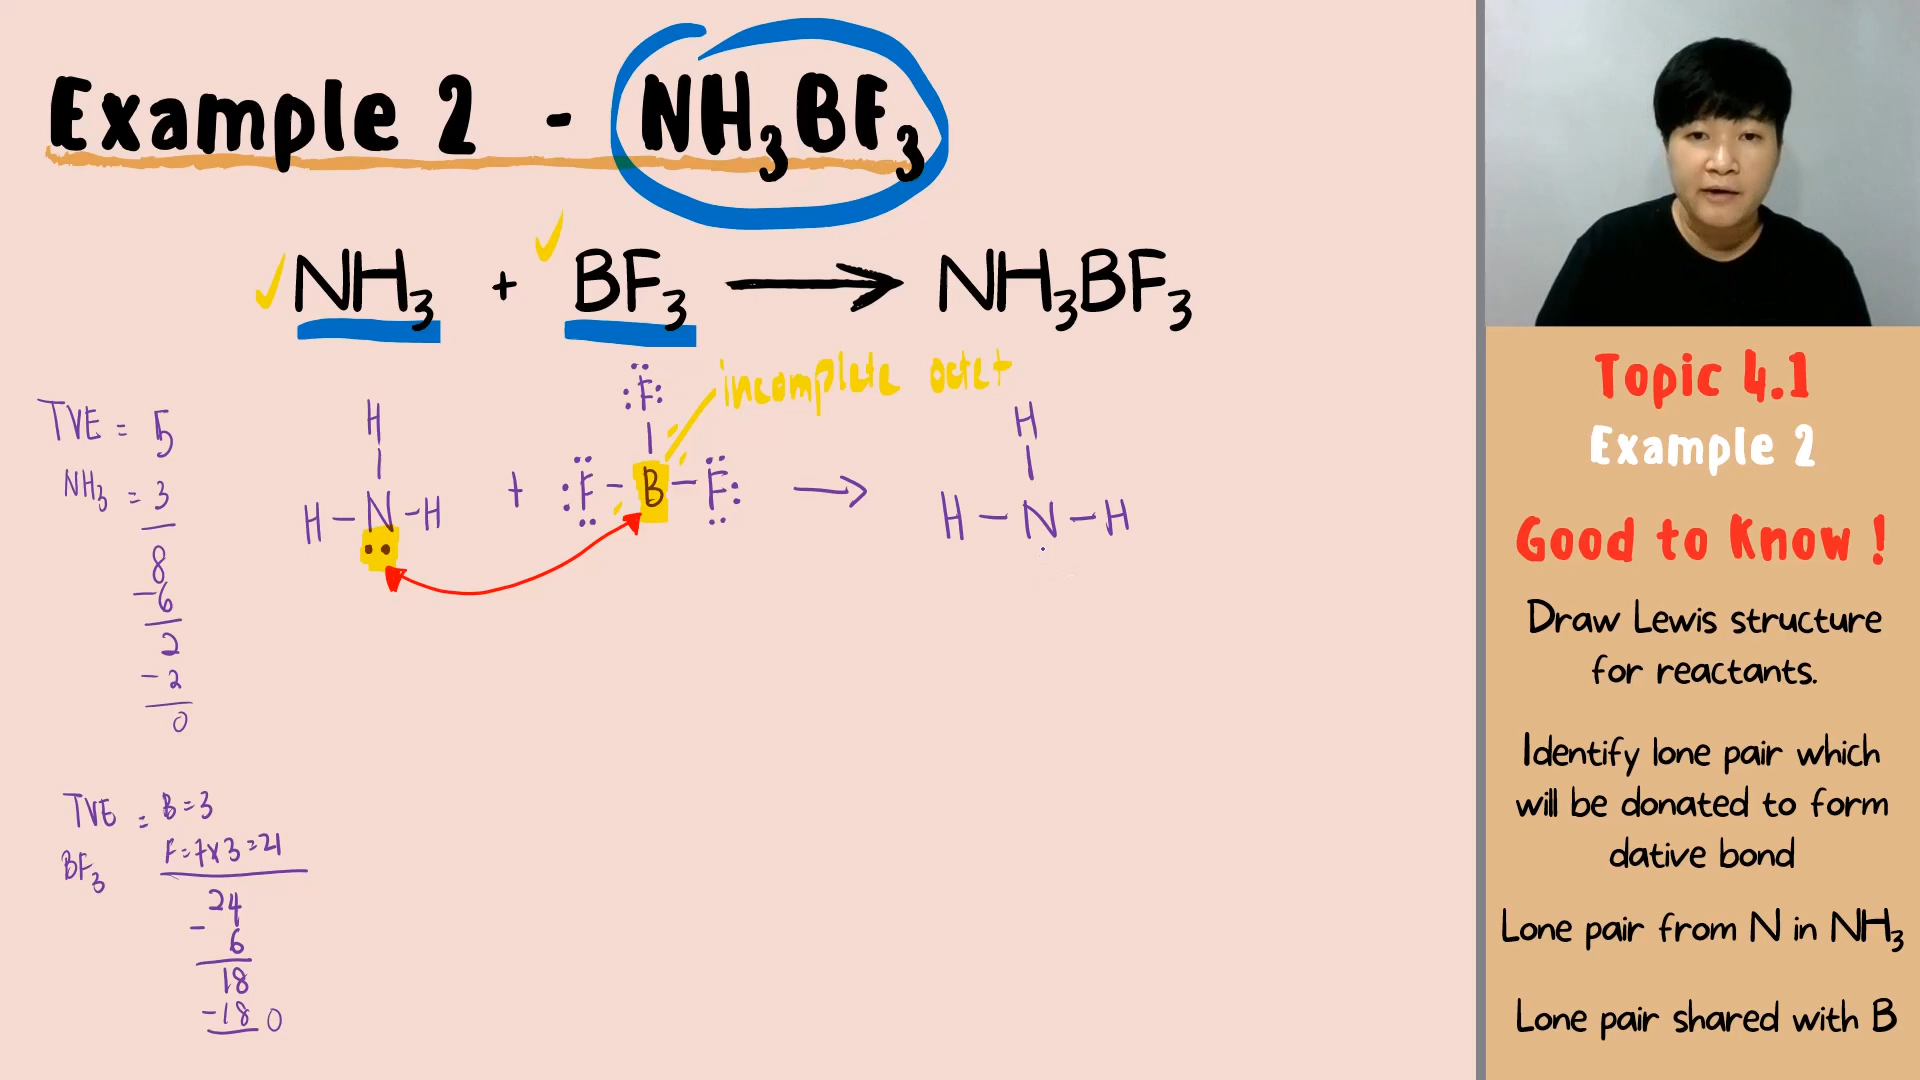 Example 2 - NH₃BF₃
NH₃ + BF₃ ⟶ NH₃BF₃
incomplete octet
TVE = 5
NH₃ = 3
8
-6
2
-2
0
H
H-N-H
+
F
F-B-F
→
H
H-N-H
TVE = B=3
BF₃ F=7x3=21
24
- 6
18
-18 0
Topic 4.1
Example 2
Good to Know !
Draw Lewis structure
for reactants.
Identify lone pair which
will be donated to form
dative bond
Lone pair from N in NH₃
Lone pair shared with B